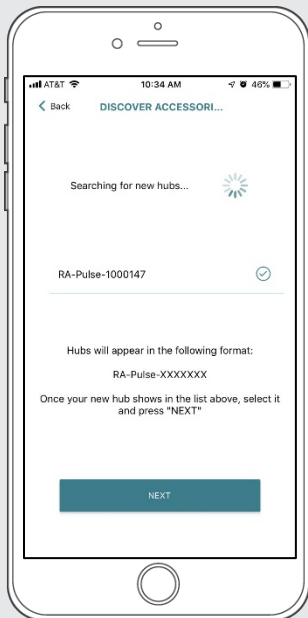 AT&T 10:34 AM 46%
Back DISCOVER ACCESSORI...
Searching for new hubs...
RA-Pulse-1000147
Hubs will appear in the following format:
RA-Pulse-XXXXXXX
Once your new hub shows in the list above, select it
and press "NEXT"
NEXT